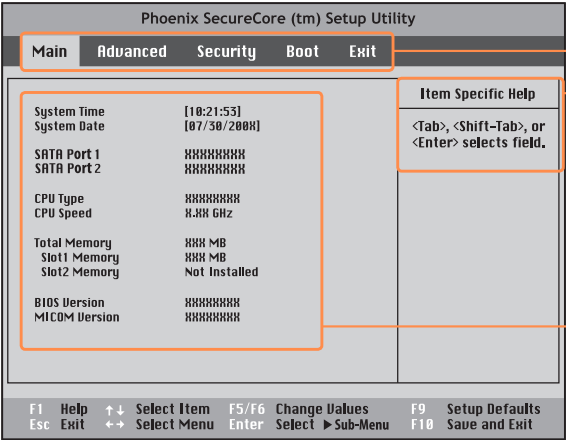 Phoenix SecureCore (tm) Setup Utility
Main Advanced Security Boot Exit
Item Specific Help
<Tab>, <Shift-Tab>, or
<Enter> selects field.
System Time [10:21:53]
System Date [07/30/200X]
SATA Port 1 XXXXXXXX
SATA Port 2 XXXXXXXX
CPU Type XXXXXXXX
CPU Speed X.XX GHz
Total Memory XXX MB
Slot1 Memory XXX MB
Slot2 Memory Not Installed
BIOS Version XXXXXXXX
MICOM Version XXXXXXXX
F1 Help ↑↓ Select Item F5/F6 Change Values F9 Setup Defaults
Esc Exit ←→ Select Menu Enter Select ▶Sub-Menu F10 Save and Exit